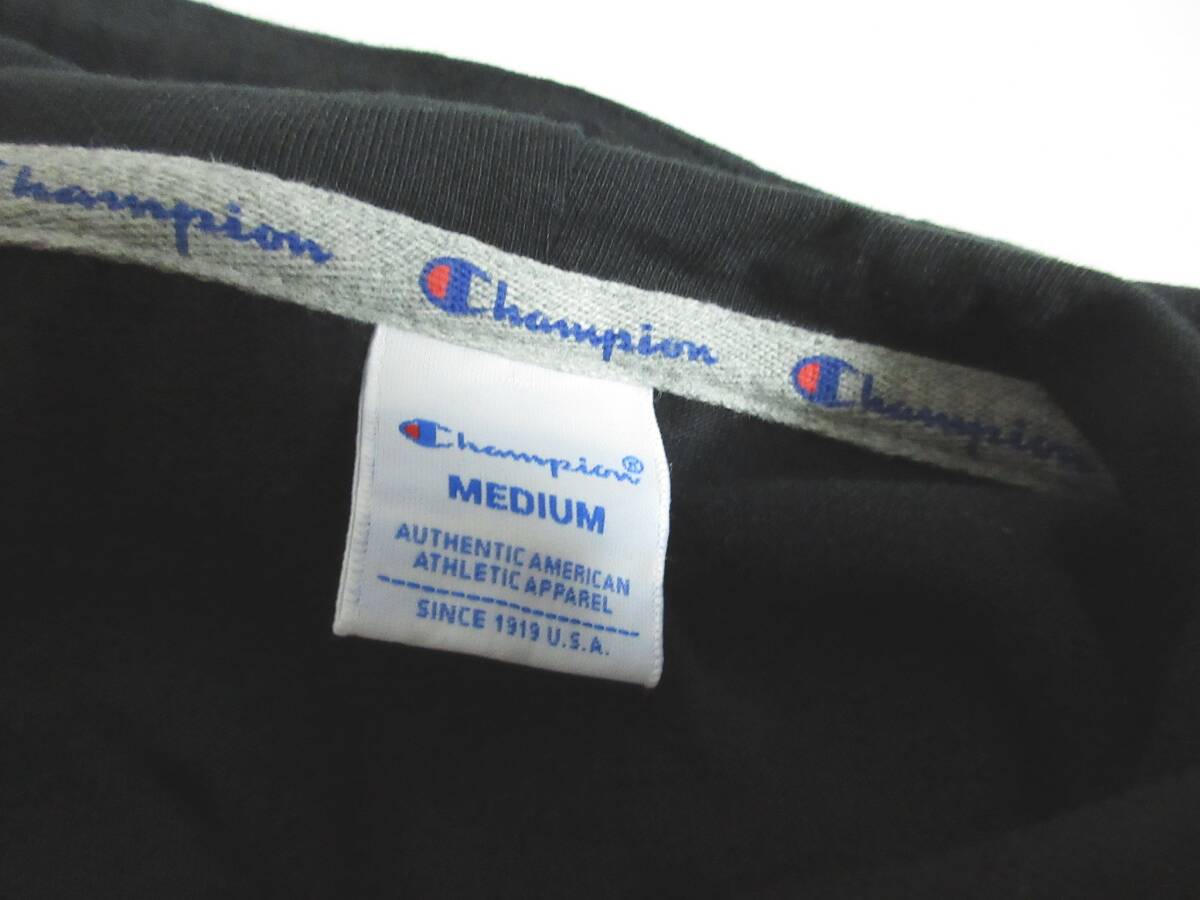 Champion
Champion
Champion
Champion®
MEDIUM
AUTHENTIC AMERICAN
ATHLETIC APPAREL
SINCE 1919 U.S.A.